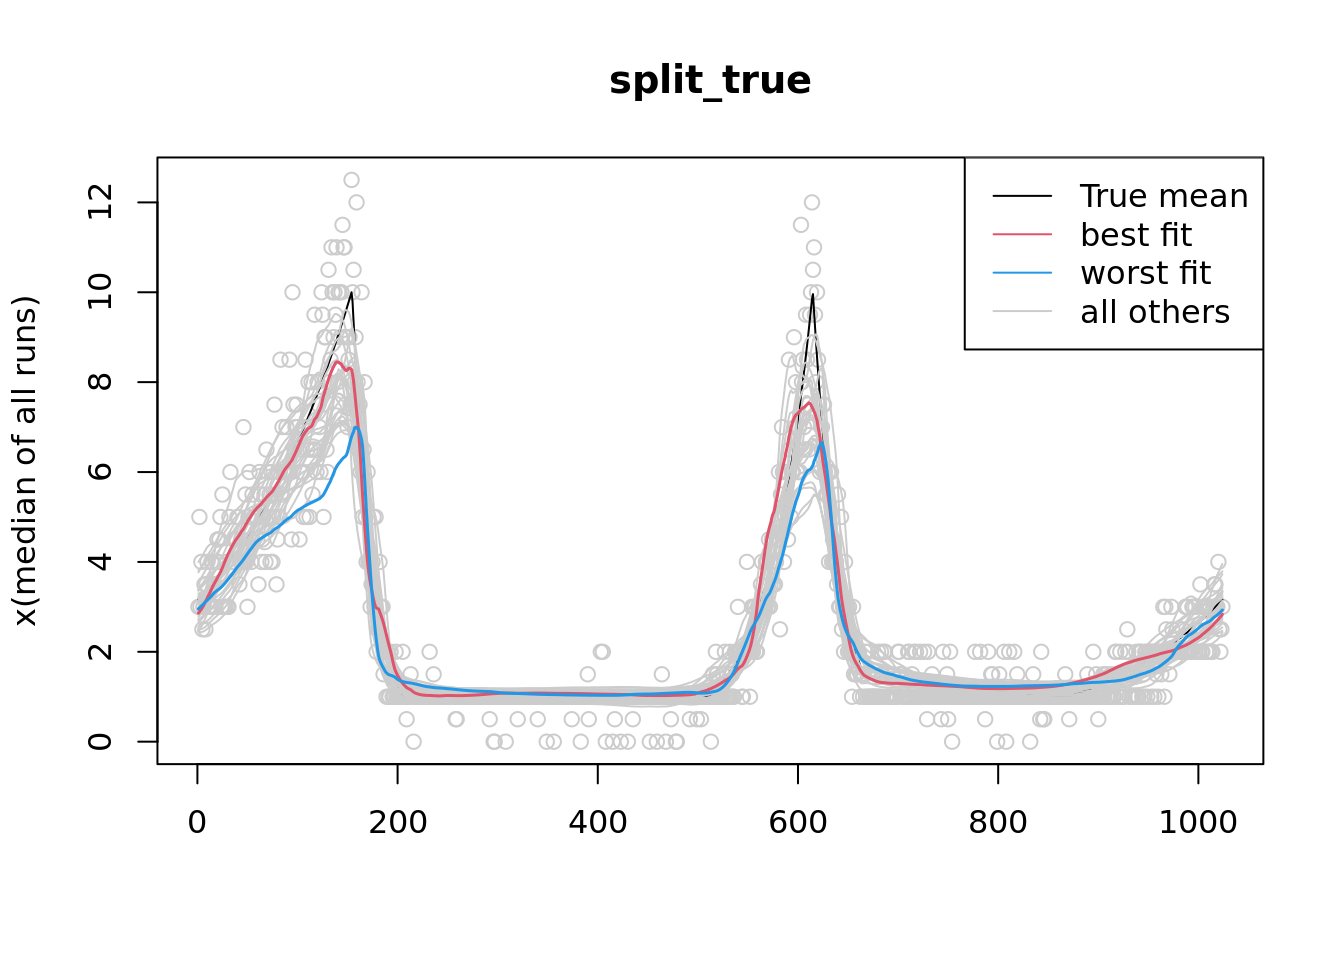 split_true
True mean
best fit
worst fit
all others
x(median of all runs)
12
10
8
6
4
2
0
0 200 400 600 800 1000